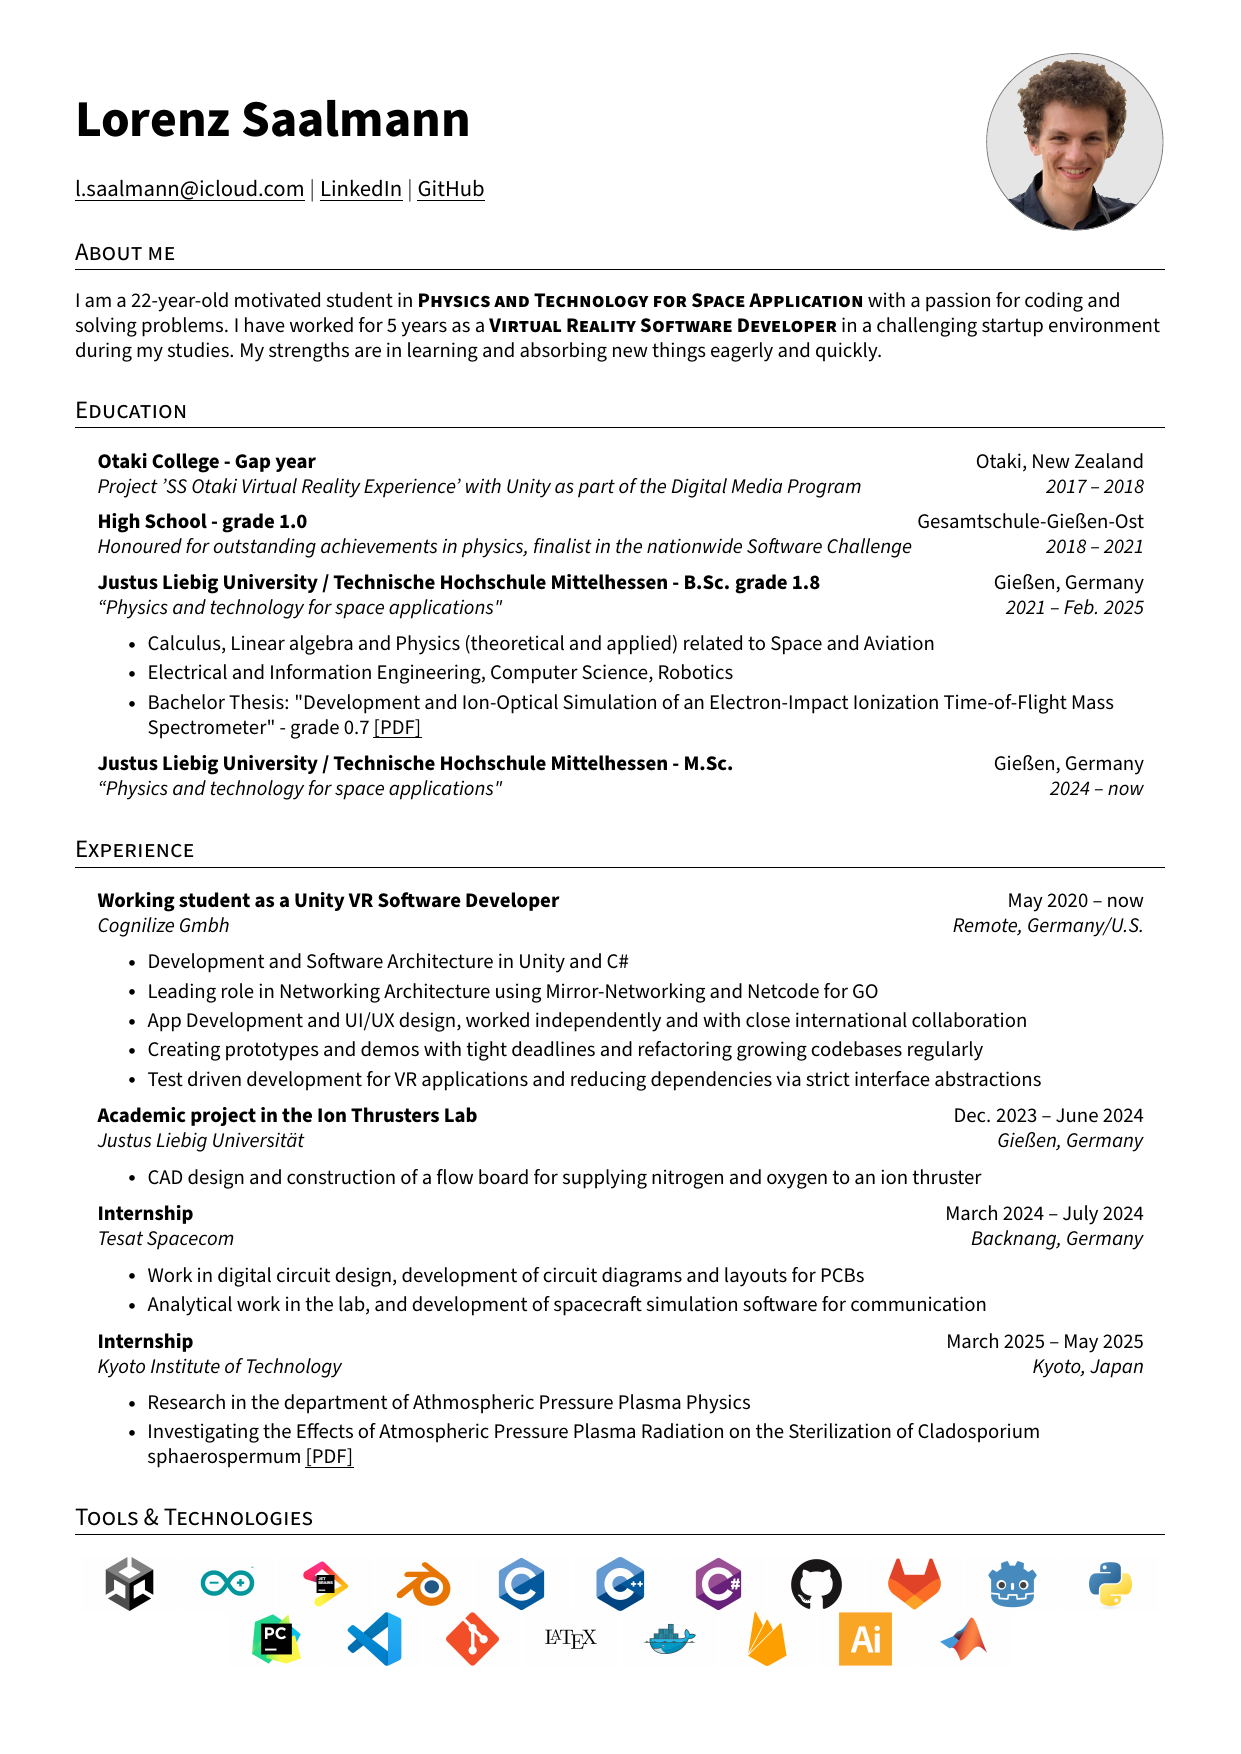 Lorenz Saalmann
l.saalmann@icloud.com | LinkedIn | GitHub
About me
I am a 22-year-old motivated student in Physics and Technology for Space Application with a passion for coding and
solving problems. I have worked for 5 years as a Virtual Reality Software Developer in a challenging startup environment
during my studies. My strengths are in learning and absorbing new things eagerly and quickly.
Education
Otaki College - Gap year Otaki, New Zealand
Project ’SS Otaki Virtual Reality Experience’ with Unity as part of the Digital Media Program 2017 – 2018
High School - grade 1.0 Gesamtschule-Gießen-Ost
Honoured for outstanding achievements in physics, finalist in the nationwide Software Challenge 2018 – 2021
Justus Liebig University / Technische Hochschule Mittelhessen - B.Sc. grade 1.8 Gießen, Germany
“Physics and technology for space applications" 2021 – Feb. 2025
• Calculus, Linear algebra and Physics (theoretical and applied) related to Space and Aviation
• Electrical and Information Engineering, Computer Science, Robotics
• Bachelor Thesis: "Development and Ion-Optical Simulation of an Electron-Impact Ionization Time-of-Flight Mass
Spectrometer" - grade 0.7 [PDF]
Justus Liebig University / Technische Hochschule Mittelhessen - M.Sc. Gießen, Germany
“Physics and technology for space applications" 2024 – now
Experience
Working student as a Unity VR Software Developer May 2020 – now
Cognilize Gmbh Remote, Germany/U.S.
• Development and Software Architecture in Unity and C#
• Leading role in Networking Architecture using Mirror-Networking and Netcode for GO
• App Development and UI/UX design, worked independently and with close international collaboration
• Creating prototypes and demos with tight deadlines and refactoring growing codebases regularly
• Test driven development for VR applications and reducing dependencies via strict interface abstractions
Academic project in the Ion Thrusters Lab Dec. 2023 – June 2024
Justus Liebig Universität Gießen, Germany
• CAD design and construction of a flow board for supplying nitrogen and oxygen to an ion thruster
Internship March 2024 – July 2024
Tesat Spacecom Backnang, Germany
• Work in digital circuit design, development of circuit diagrams and layouts for PCBs
• Analytical work in the lab, and development of spacecraft simulation software for communication
Internship March 2025 – May 2025
Kyoto Institute of Technology Kyoto, Japan
• Research in the department of Athmospheric Pressure Plasma Physics
• Investigating the Effects of Atmospheric Pressure Plasma Radiation on the Sterilization of Cladosporium
sphaerospermum [PDF]
Tools & Technologies
JET BRAINS C C++ C#
PC LATEX Ai